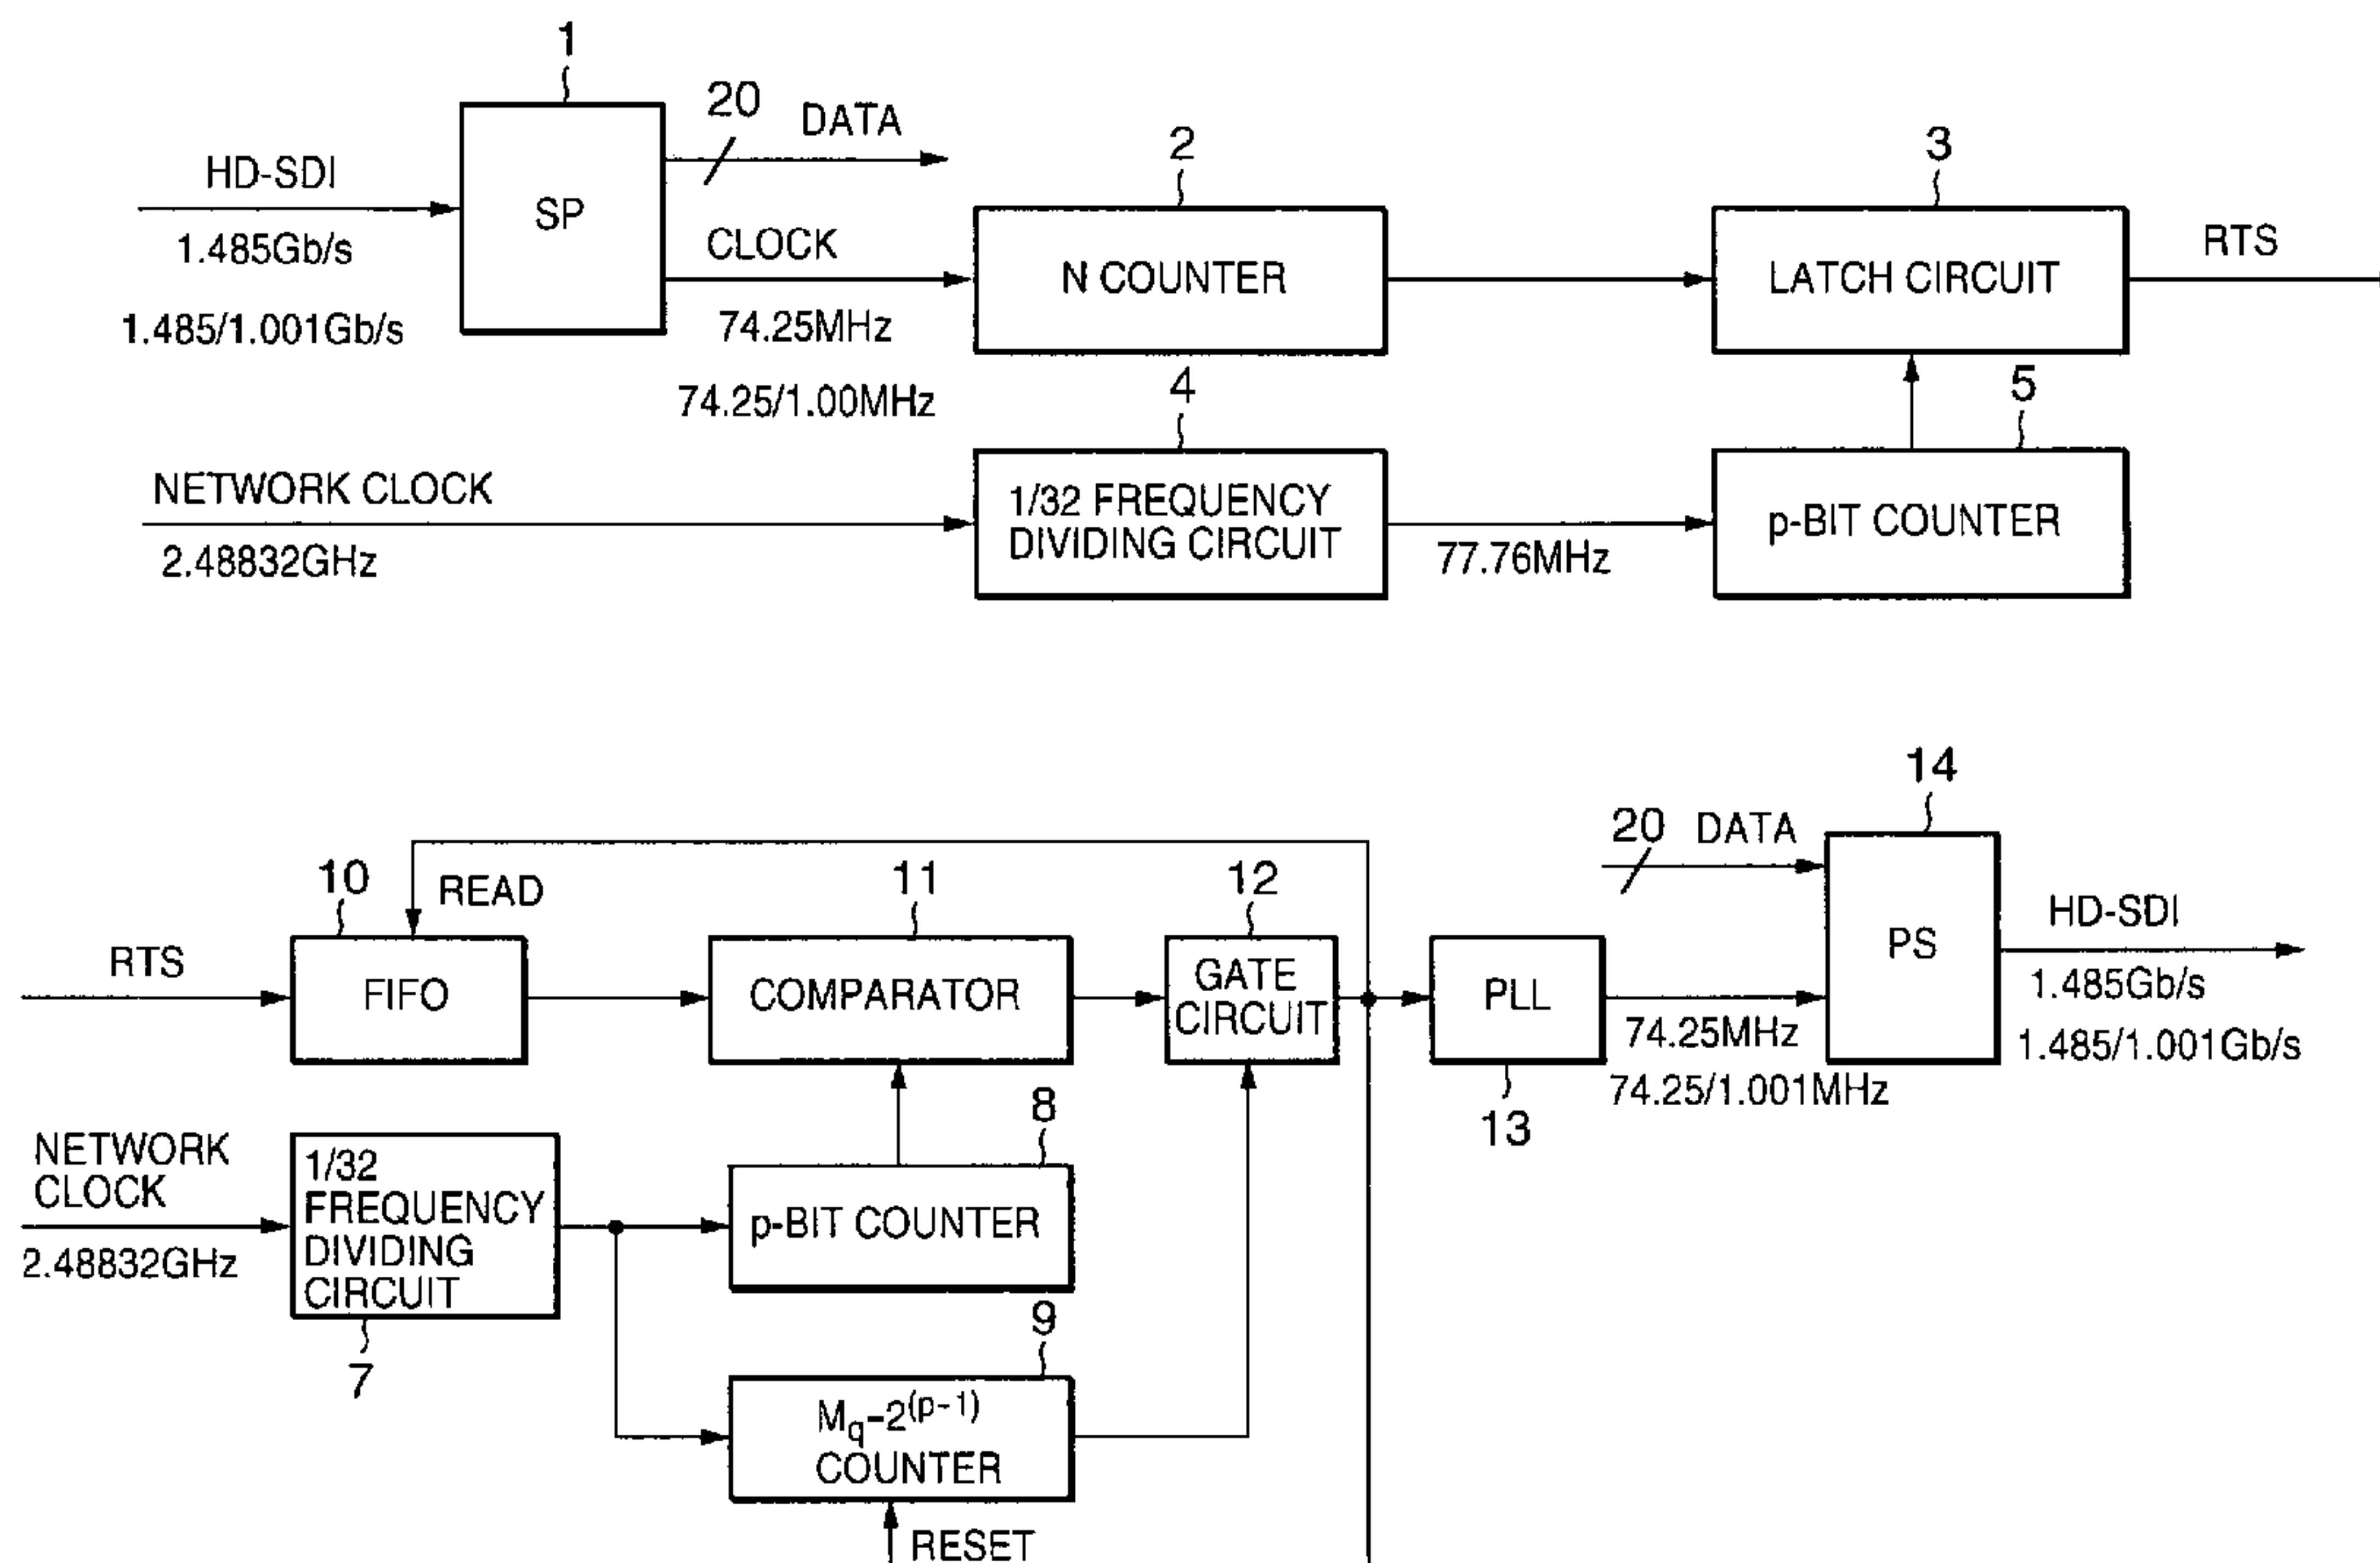 1
20
DATA
HD-SDI
SP
1.485Gb/s
1.485/1.001Gb/s
CLOCK
74.25MHz
74.25/1.00MHz
2
N COUNTER
3
LATCH CIRCUIT
RTS
NETWORK CLOCK
2.48832GHz
4
1/32 FREQUENCY
DIVIDING CIRCUIT
77.76MHz
5
p-BIT COUNTER
14
20 DATA
PS
HD-SDI
1.485Gb/s
1.485/1.001Gb/s
10
READ
RTS
FIFO
11
COMPARATOR
12
GATE
CIRCUIT
PLL
13
74.25MHz
74.25/1.001MHz
NETWORK
CLOCK
2.48832GHz
1/32
FREQUENCY
DIVIDING
CIRCUIT
7
8
p-BIT COUNTER
9
Mq-2(p-1)
COUNTER
RESET